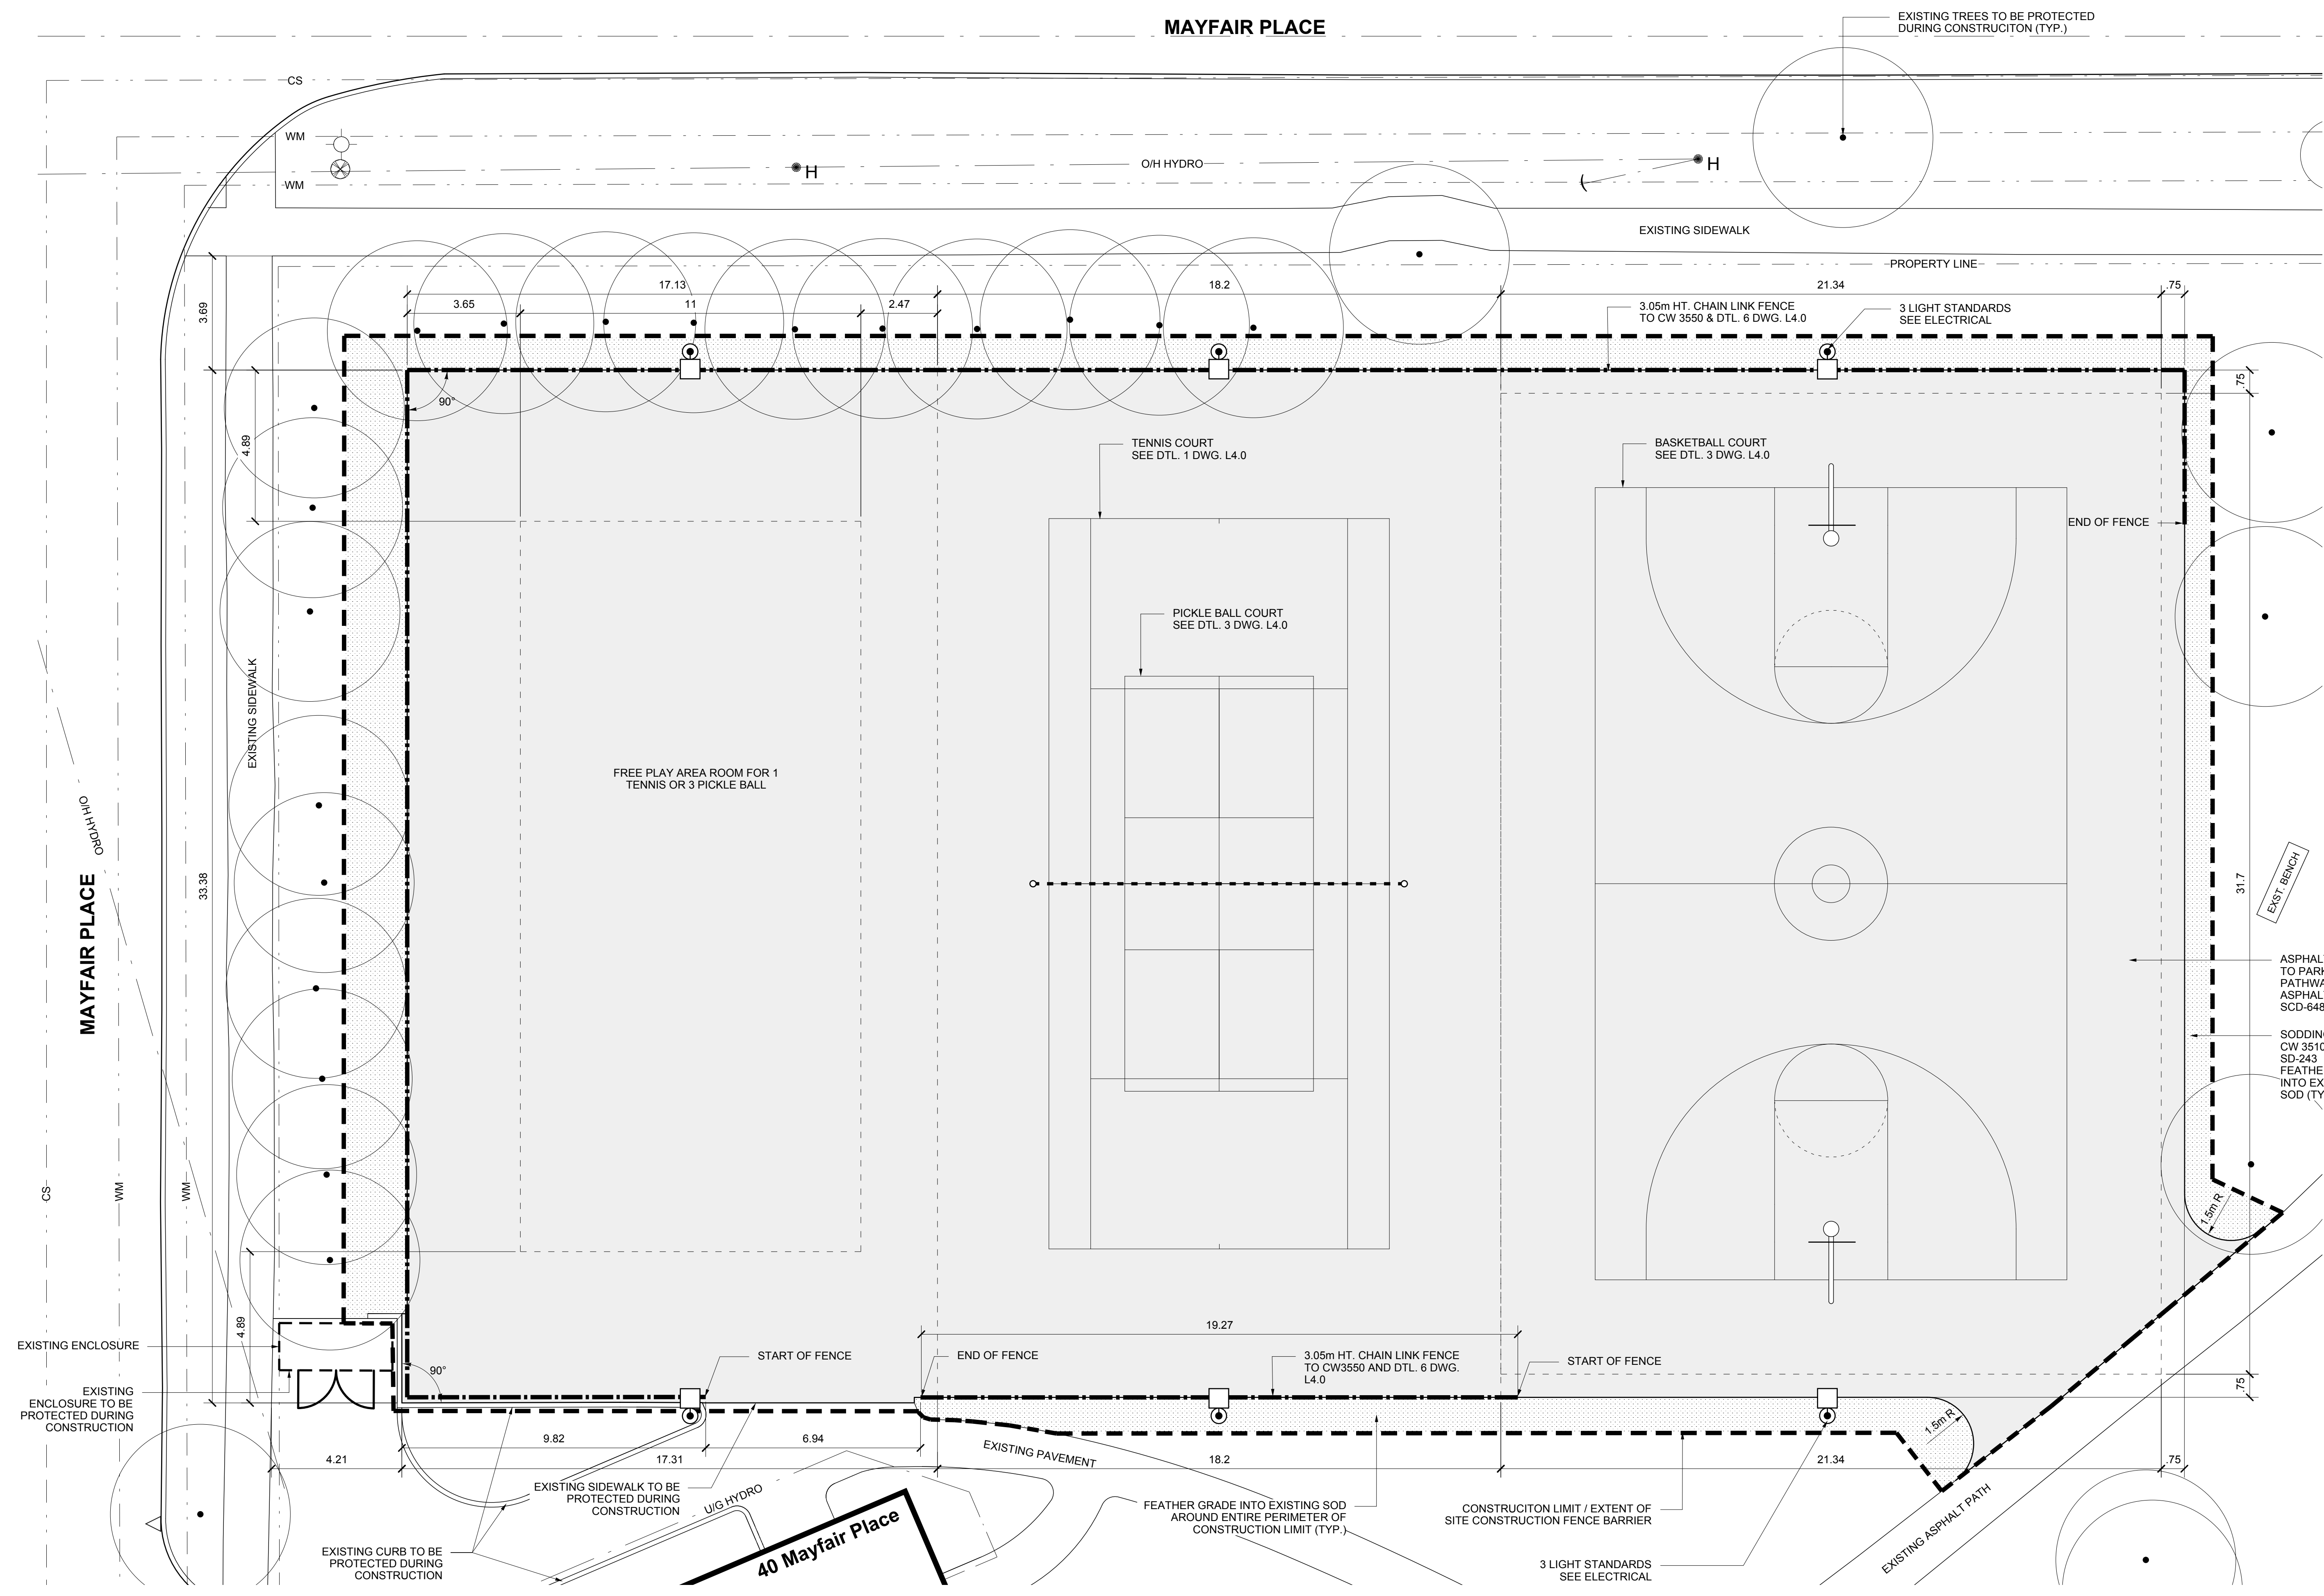 MAYFAIR PLACE
EXISTING TREES TO BE PROTECTED
DURING CONSTRUCITON (TYP.)
CS
WM
WM
O/H HYDRO
H
H
EXISTING SIDEWALK
PROPERTY LINE
17.13
18.2
21.34
.75
3.65
11
2.47
3.69
3.05m HT. CHAIN LINK FENCE
TO CW 3550 & DTL. 6 DWG. L4.0
3 LIGHT STANDARDS
SEE ELECTRICAL
90°
.75
4.89
TENNIS COURT
SEE DTL. 1 DWG. L4.0
BASKETBALL COURT
SEE DTL. 3 DWG. L4.0
END OF FENCE
PICKLE BALL COURT
SEE DTL. 3 DWG. L4.0
EXISTING SIDEWALK
FREE PLAY AREA ROOM FOR 1
TENNIS OR 3 PICKLE BALL
O/H HYDRO
MAYFAIR PLACE
33.38
31.7
EXST. BENCH
CS
WM
WM
1.5m R
4.89
19.27
EXISTING ENCLOSURE
START OF FENCE
END OF FENCE
3.05m HT. CHAIN LINK FENCE
TO CW3550 AND DTL. 6 DWG.
L4.0
START OF FENCE
90°
.75
EXISTING
ENCLOSURE TO BE
PROTECTED DURING
CONSTRUCTION
1.5m R
9.82
6.94
EXISTING PAVEMENT
4.21
17.31
18.2
21.34
.75
EXISTING SIDEWALK TO BE
PROTECTED DURING
CONSTRUCTION
U/G HYDRO
FEATHER GRADE INTO EXISTING SOD
AROUND ENTIRE PERIMETER OF
CONSTRUCTION LIMIT (TYP.)
CONSTRUCITON LIMIT / EXTENT OF
SITE CONSTRUCTION FENCE BARRIER
EXISTING ASPHALT PATH
40 Mayfair Place
EXISTING CURB TO BE
PROTECTED DURING
CONSTRUCTION
3 LIGHT STANDARDS
SEE ELECTRICAL
TO
CW 3510
SD-243
INTO
SOD